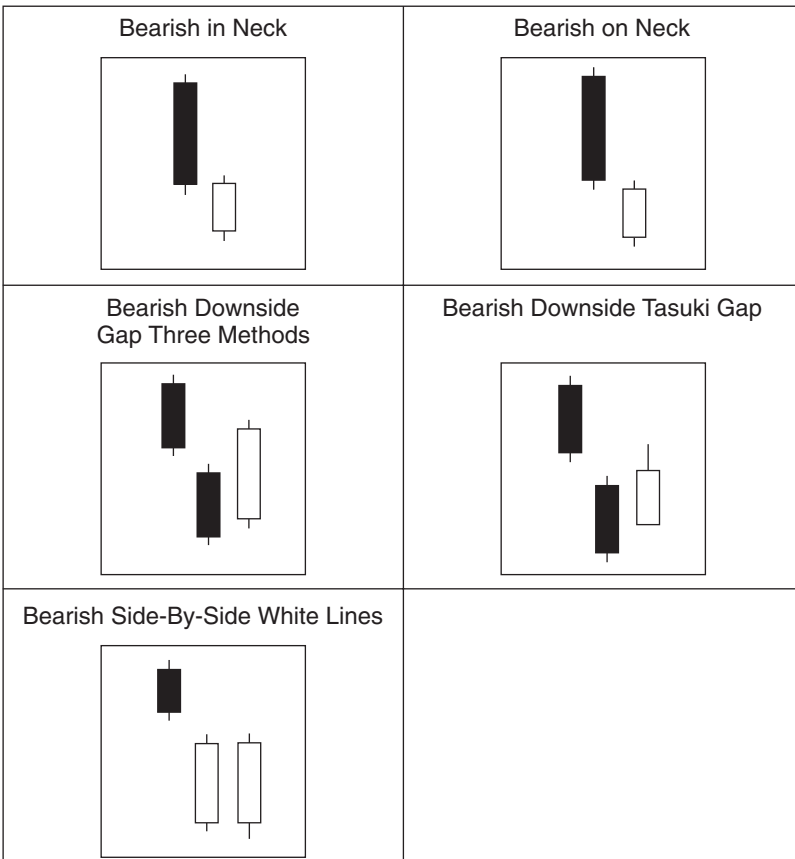 Bearish in Neck
Bearish on Neck
Bearish Downside
Gap Three Methods
Bearish Downside Tasuki Gap
Bearish Side-By-Side White Lines